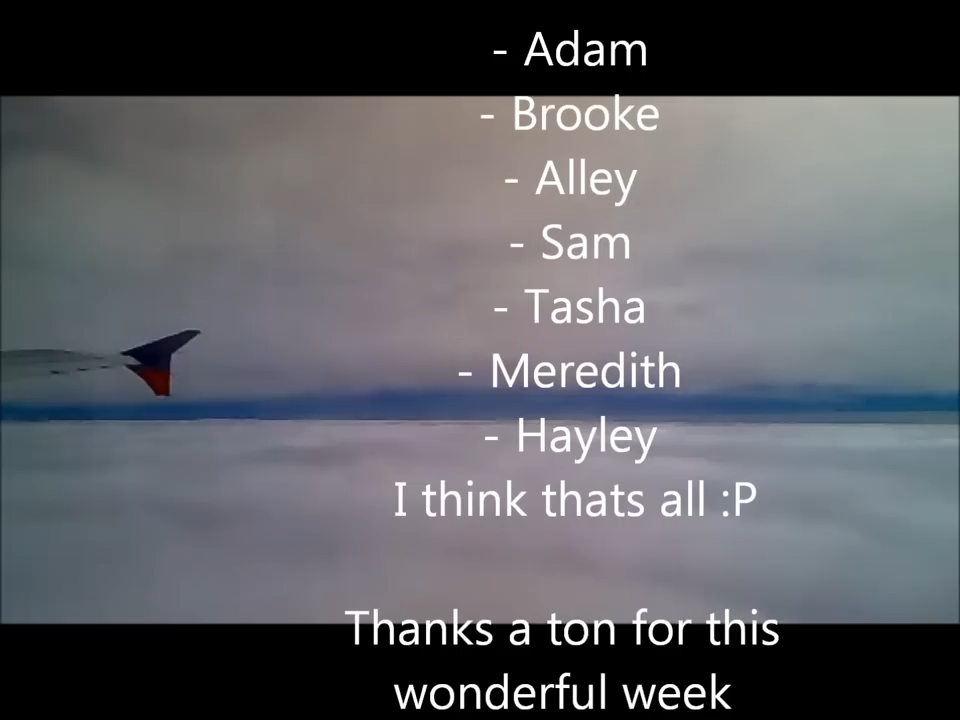 - Adam
- Brooke
- Alley
- Sam
- Tasha
- Meredith
- Hayley
I think thats all :P
Thanks a ton for this
wonderful week